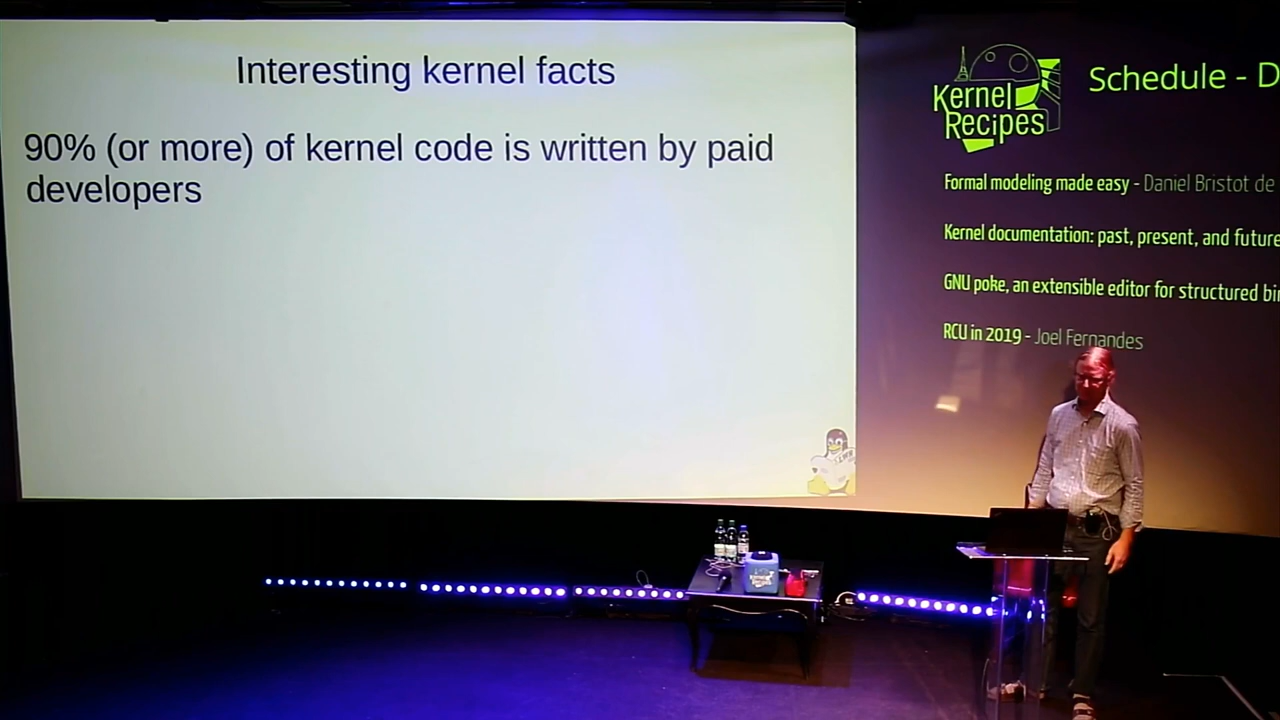 Interesting kernel facts
90% (or more) of kernel code is written by paid
developers
Kernel
Recipes
Schedule - D
Formal modeling made easy - Daniel Bristot de
Kernel documentation: past, present, and future
GNU poke, an extensible editor for structured bi
RCU in 2019 - Joel Fernandes